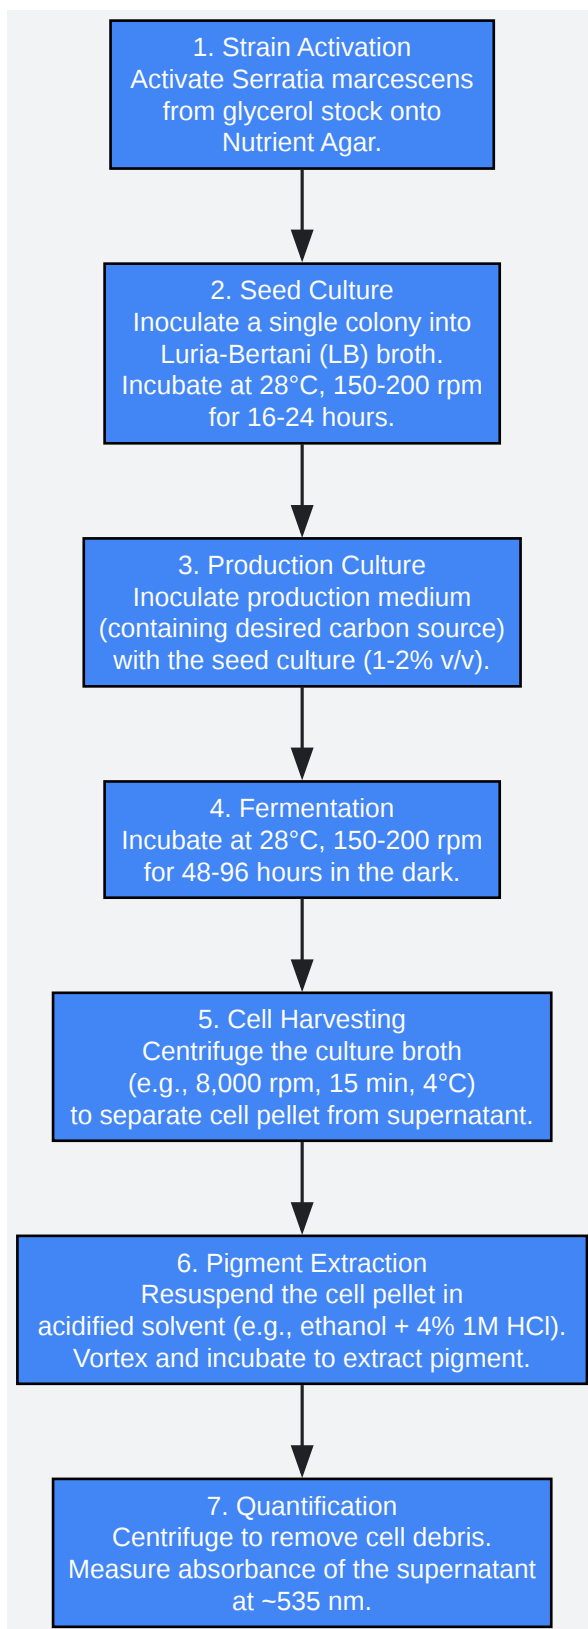 1. Strain Activation
Activate Serratia marcescens
from glycerol stock onto
Nutrient Agar.
2. Seed Culture
Inoculate a single colony into
Luria-Bertani (LB) broth.
Incubate at 28°C, 150-200 rpm
for 16-24 hours.
3. Production Culture
Inoculate production medium
(containing desired carbon source)
with the seed culture (1-2% v/v).
4. Fermentation
Incubate at 28°C, 150-200 rpm
for 48-96 hours in the dark.
5. Cell Harvesting
Centrifuge the culture broth
(e.g., 8,000 rpm, 15 min, 4°C)
to separate cell pellet from supernatant.
6. Pigment Extraction
Resuspend the cell pellet in
acidified solvent (e.g., ethanol + 4% 1M HCl).
Vortex and incubate to extract pigment.
7. Quantification
Centrifuge to remove cell debris.
Measure absorbance of the supernatant
at ~535 nm.